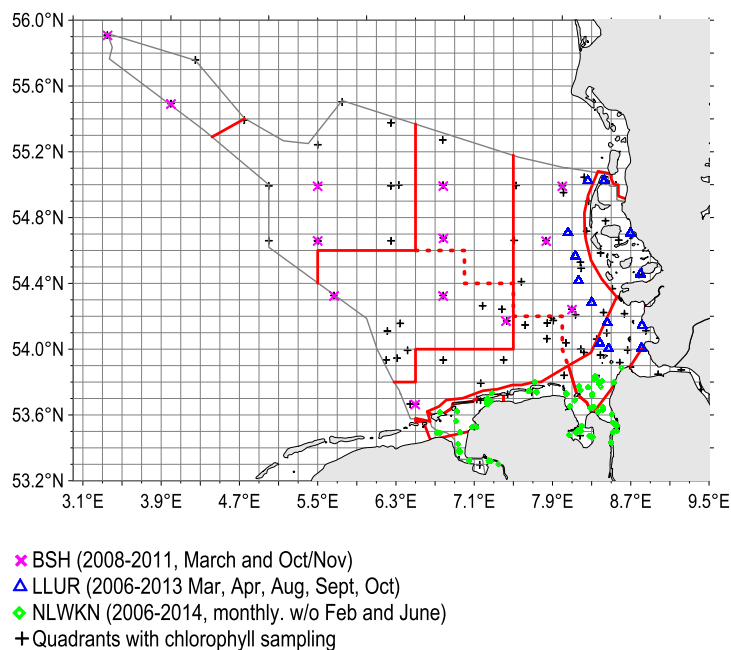 56.0°N
55.6°N
55.2°N
54.8°N
54.4°N
54.0°N
53.6°N
53.2°N
3.1°E 3.9°E 4.7°E 5.5°E 6.3°E 7.1°E 7.9°E 8.7°E 9.5°E
BSH (2008-2011, March and Oct/Nov)
LLUR (2006-2013 Mar, Apr, Aug, Sept, Oct)
NLWKN (2006-2014, monthly. w/o Feb and June)
Quadrants with chlorophyll sampling